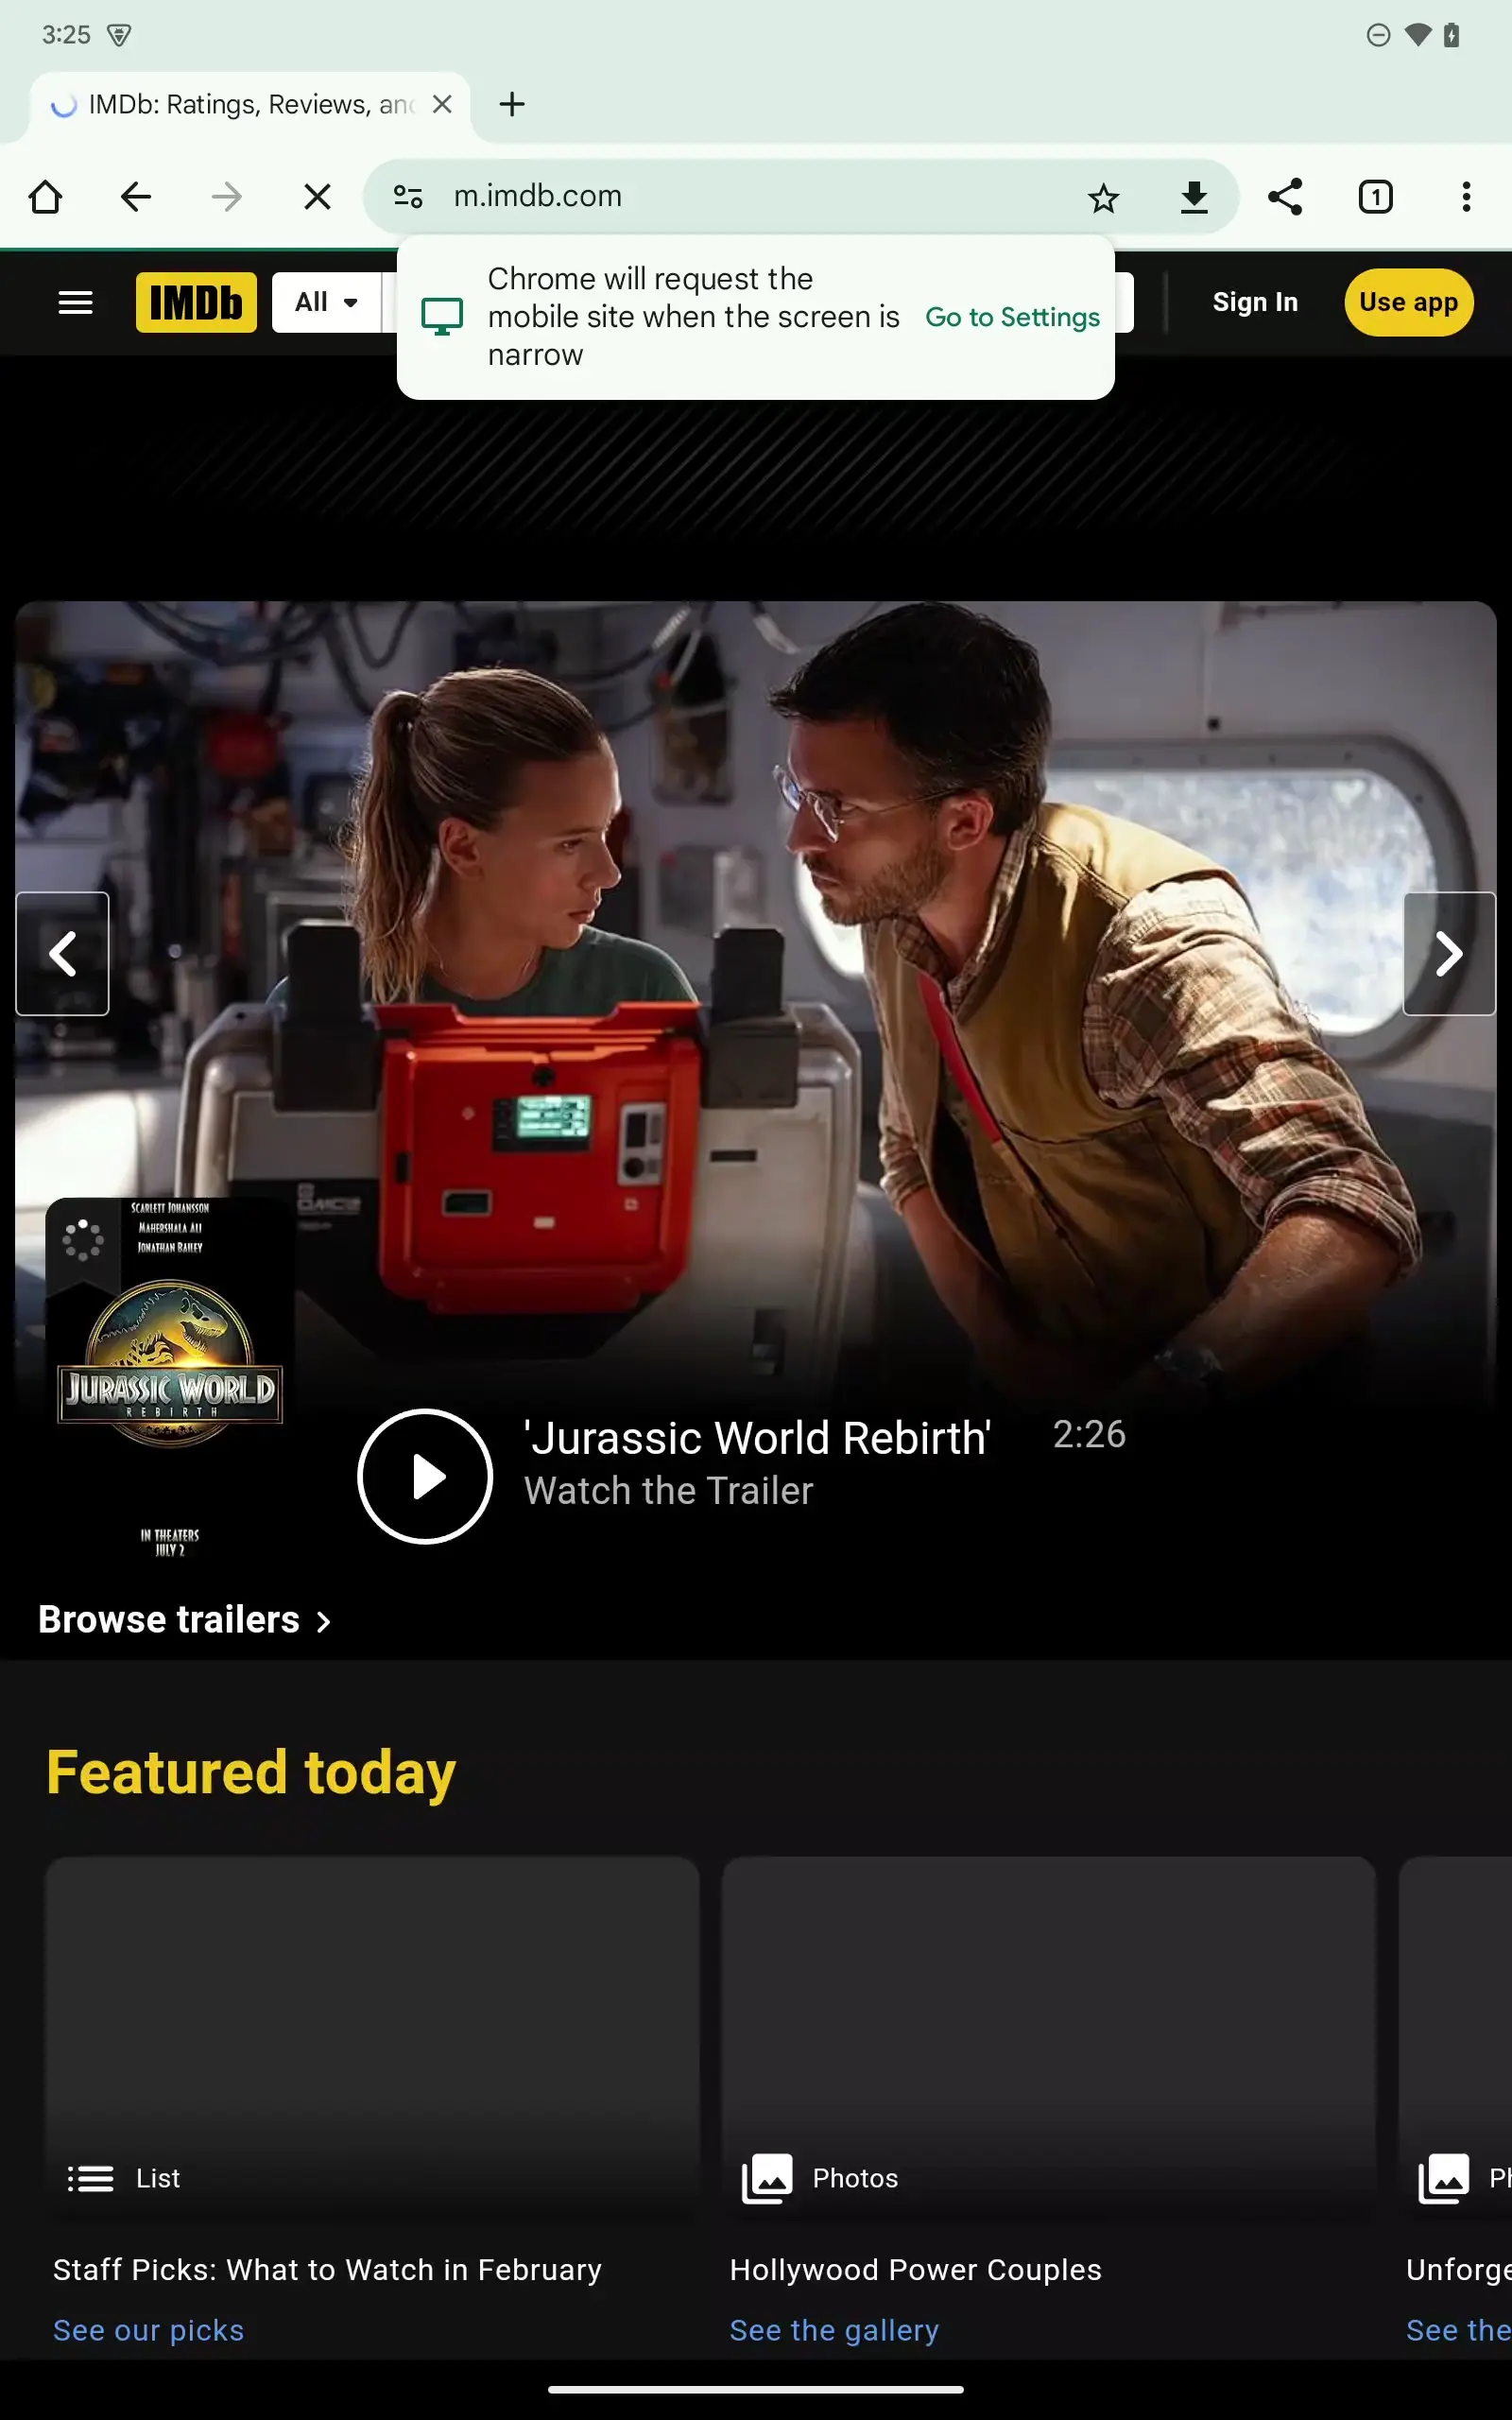 3:25
IMDb: Ratings, Reviews, and
m.imdb.com
1
IMDb
All
Chrome will request the
mobile site when the screen is
narrow
Go to Settings
Sign In
Use app
SCARLETT JOHANSSON
MAHERSHALA ALI
JONATHAN BAILEY
JURASSIC WORLD
REBIRTH
IN THEATERS
JULY 2
'Jurassic World Rebirth'
2:26
Watch the Trailer
Browse trailers
Featured today
List
Photos
Ph
Staff Picks: What to Watch in February
Hollywood Power Couples
Unforge
See our picks
See the gallery
See the